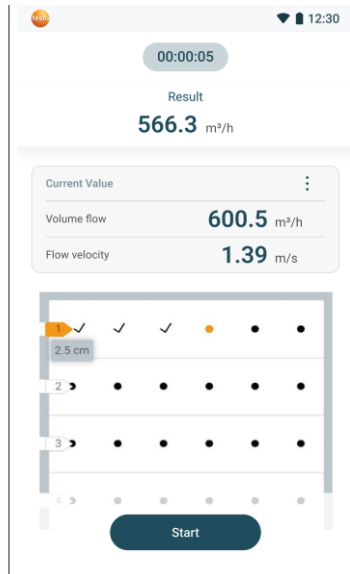 testo
12:30
00:00:05
Result
566.3 m³/h
Current Value
Volume flow 600.5 m³/h
Flow velocity 1.39 m/s
1
2.5 cm
2
3
4
Start